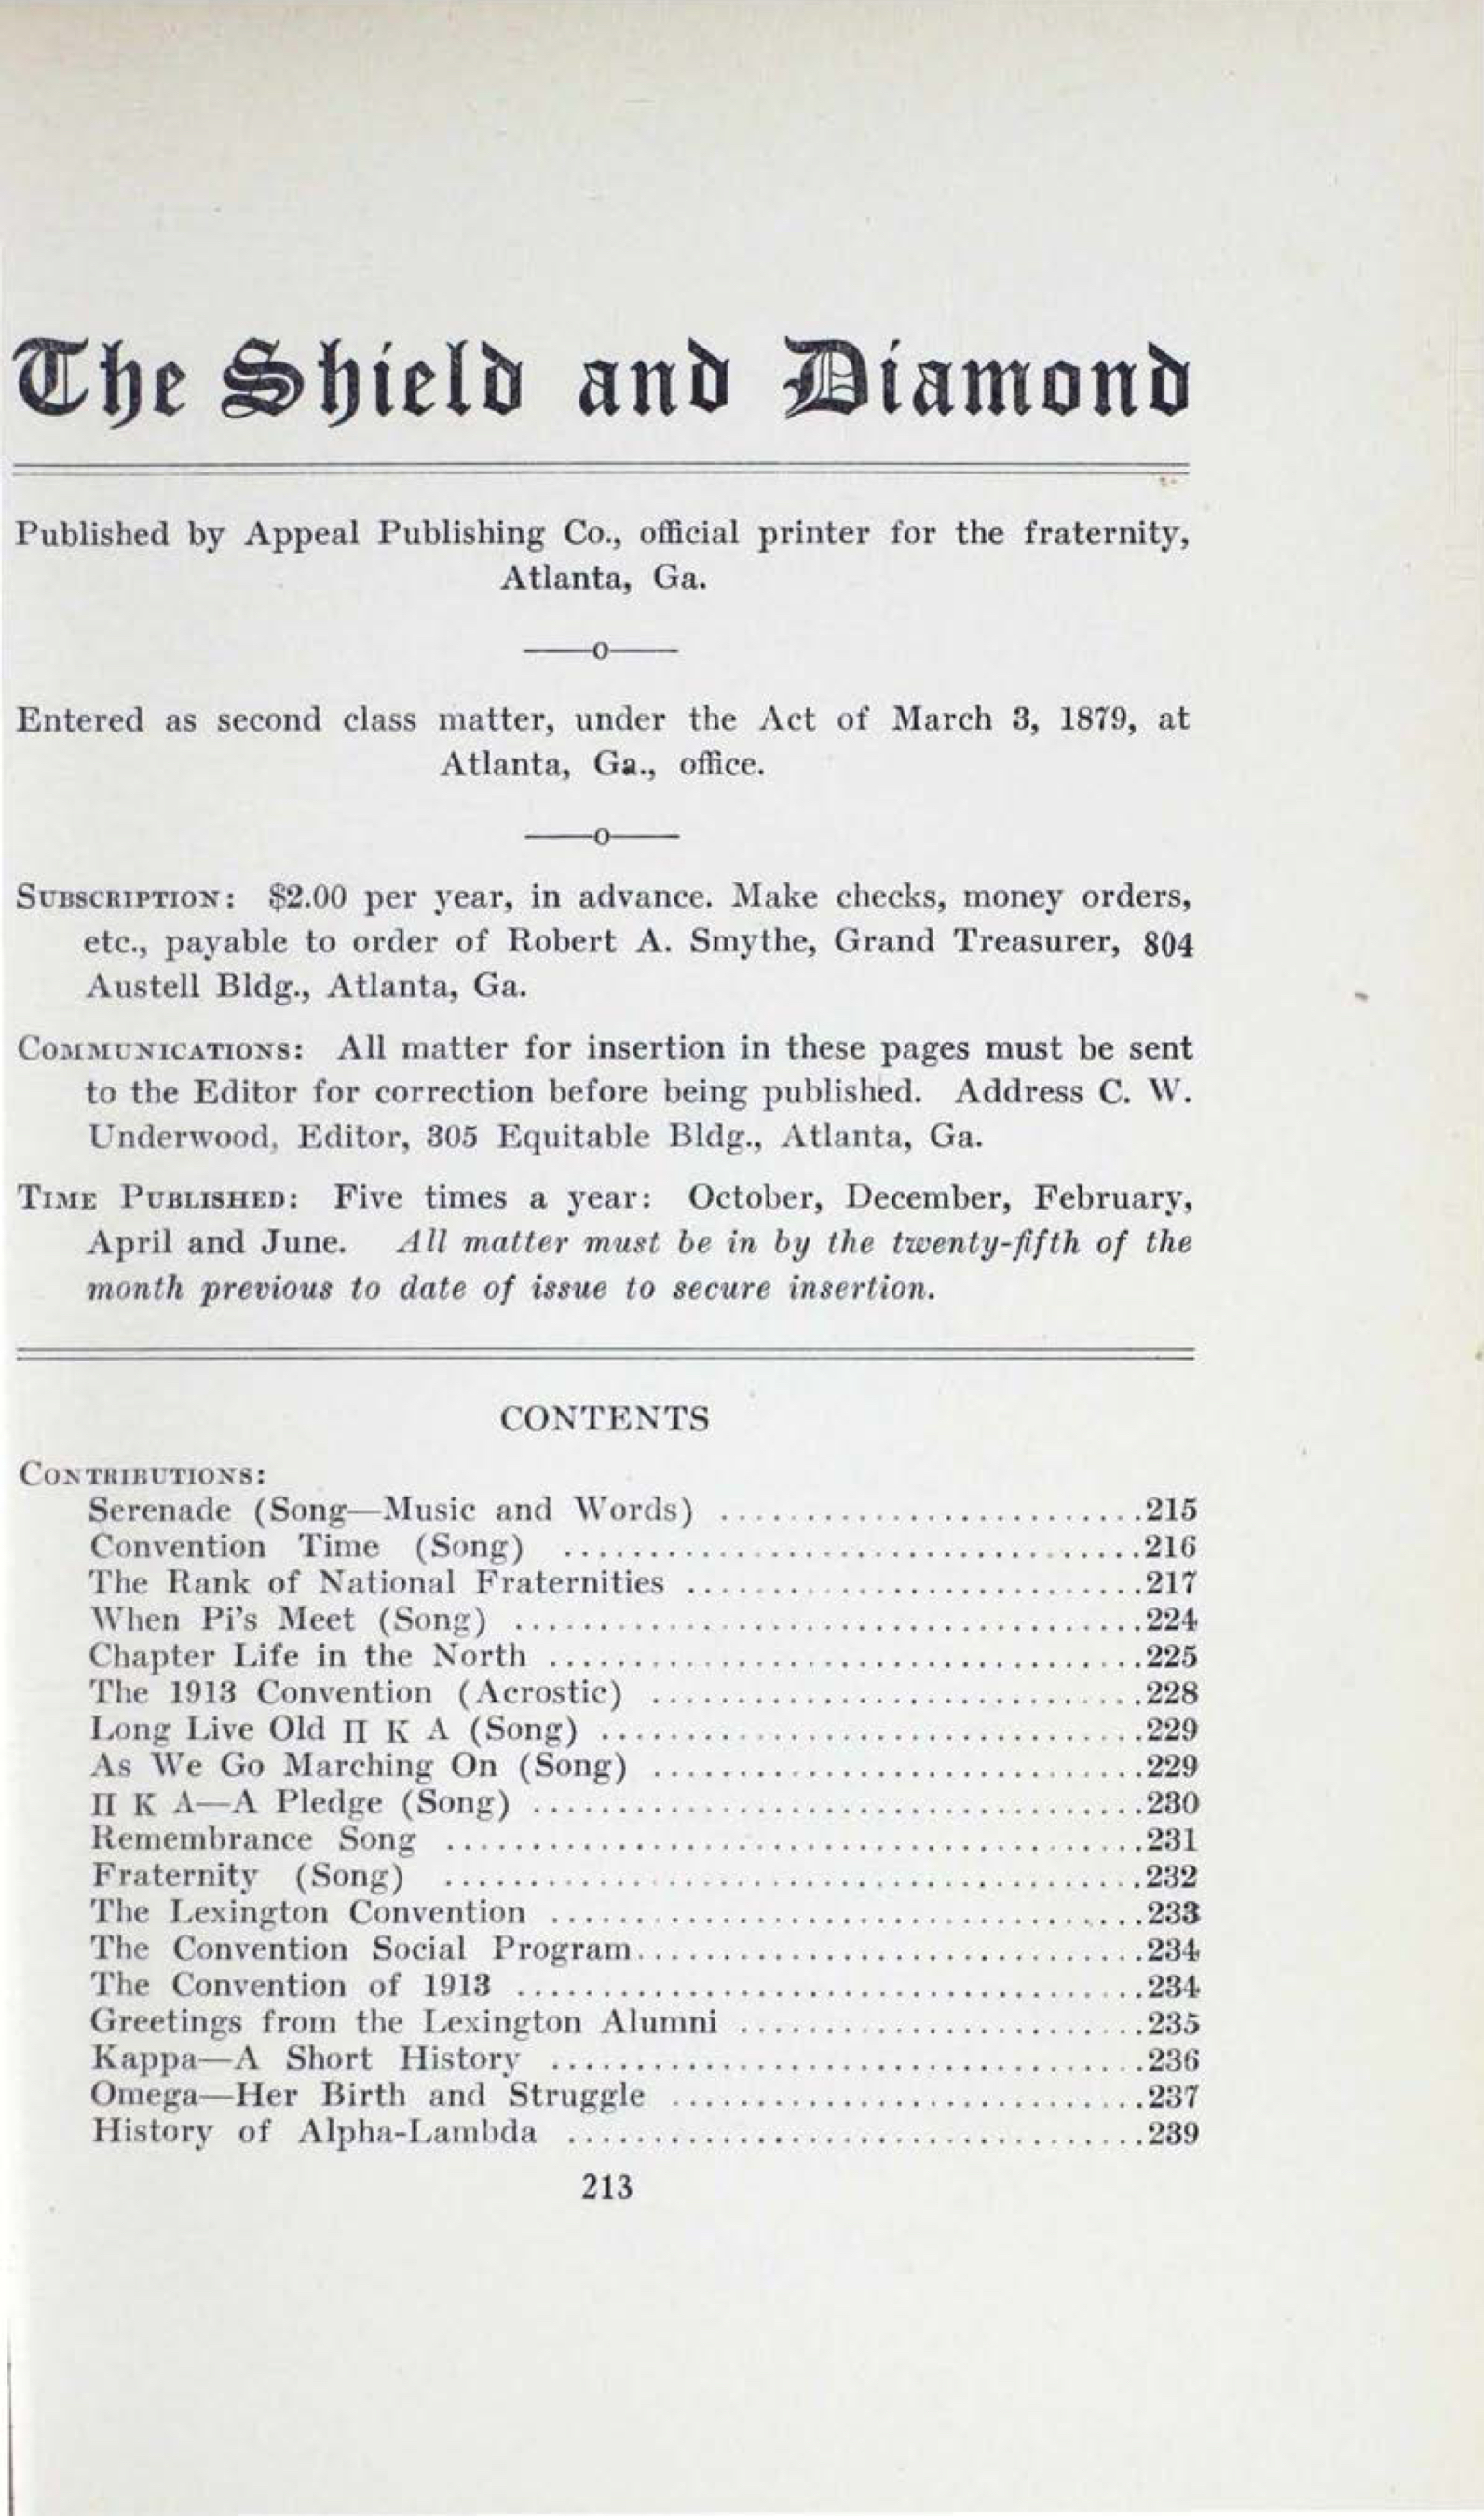 The Shield and Diamond
Published by Appeal Publishing Co., official printer for the fraternity,
Atlanta, Ga.
——o——
Entered as second class matter, under the Act of March 3, 1879, at
Atlanta, Ga., office.
——o——
SUBSCRIPTION: $2.00 per year, in advance. Make checks, money orders,
etc., payable to order of Robert A. Smythe, Grand Treasurer, 804
Austell Bldg., Atlanta, Ga.
COMMUNICATIONS: All matter for insertion in these pages must be sent
to the Editor for correction before being published. Address C. W.
Underwood, Editor, 305 Equitable Bldg., Atlanta, Ga.
TIME PUBLISHED: Five times a year: October, December, February,
April and June. All matter must be in by the twenty-fifth of the
month previous to date of issue to secure insertion.
CONTENTS
CONTRIBUTIONS:
Serenade (Song—Music and Words) ..........................215
Convention Time (Song) ..........................216
The Rank of National Fraternities ..........................217
When Pi's Meet (Song) ..........................224
Chapter Life in the North ..........................225
The 1913 Convention (Acrostic) ..........................228
Long Live Old Π Κ Α (Song) ..........................229
As We Go Marching On (Song) ..........................229
Π Κ Α—A Pledge (Song) ..........................230
Remembrance Song ..........................231
Fraternity (Song) ..........................232
The Lexington Convention ..........................233
The Convention Social Program..........................234
The Convention of 1913 ..........................234
Greetings from the Lexington Alumni ..........................235
Kappa—A Short History ..........................236
Omega—Her Birth and Struggle ..........................237
History of Alpha-Lambda ..........................239
213